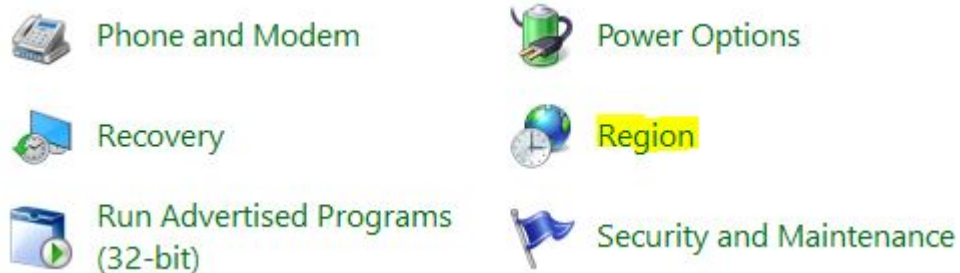 Phone and Modem
Power Options
Recovery
Region
Run Advertised Programs
(32-bit)
Security and Maintenance